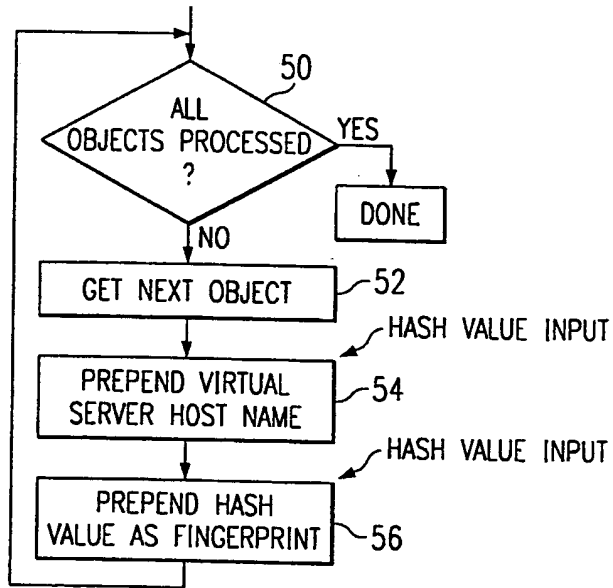 50
ALL
OBJECTS PROCESSED
?
YES
DONE
NO
GET NEXT OBJECT
52
HASH VALUE INPUT
PREPEND VIRTUAL
SERVER HOST NAME
54
HASH VALUE INPUT
PREPEND HASH
VALUE AS FINGERPRINT
56